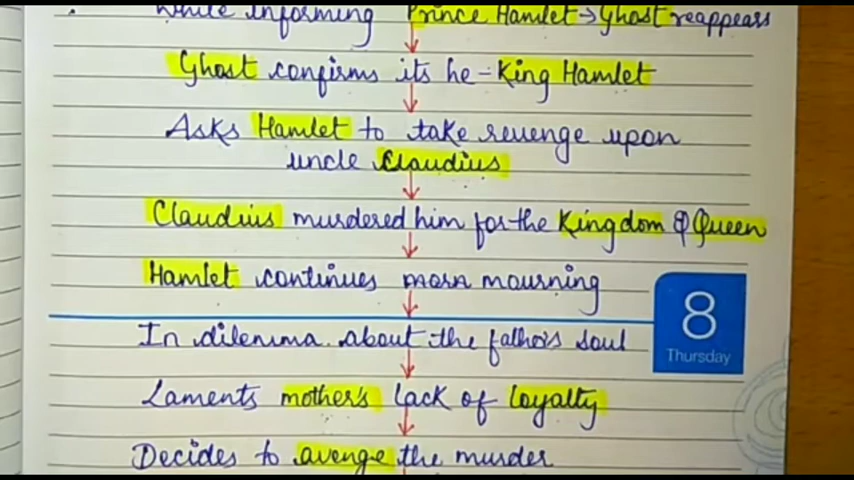 While informing Prince Hamlet → Ghost reappears
Ghost confirms its he - King Hamlet
Asks Hamlet to take revenge upon
uncle Claudius
Claudius murdered him for the Kingdom & Queen
Hamlet continues mourning
8
Thursday
In dilemma about the father's soul
Laments mother's lack of loyalty
Decides to avenge the murder